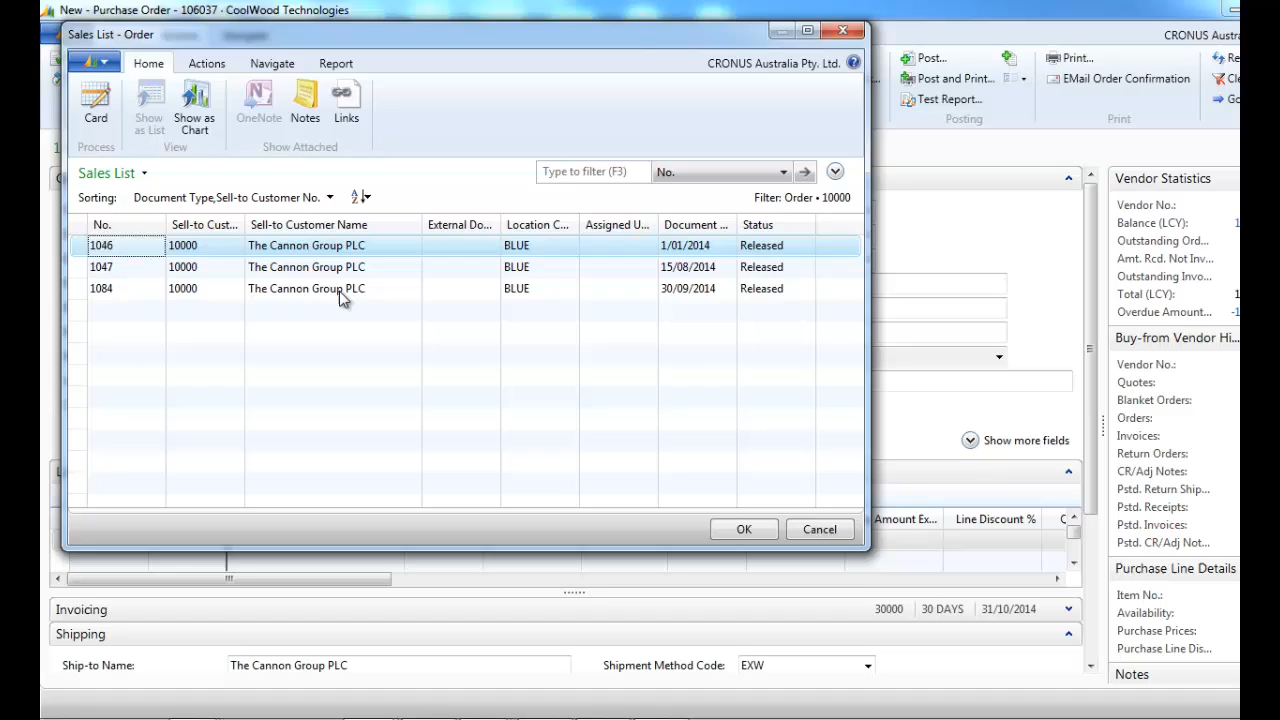 New - Purchase Order - 106037 · CoolWood Technologies
Sales List - Order
CRONUS Australia
Home Actions Navigate Report
CRONUS Australia Pty. Ltd.
Card
Show as List
Show as Chart
OneNote
Notes
Links
Process View Show Attached
Post...
Post and Print...
Test Report...
Posting
Print...
EMail Order Confirmation
Print
Sales List
Type to filter (F3) No.
Sorting: Document Type,Sell-to Customer No.
Filter: Order • 10000
No. Sell-to Cust... Sell-to Customer Name External Do... Location C... Assigned U... Document ... Status
1046 10000 The Cannon Group PLC BLUE 1/01/2014 Released
1047 10000 The Cannon Group PLC BLUE 15/08/2014 Released
1084 10000 The Cannon Group PLC BLUE 30/09/2014 Released
OK Cancel
Show more fields
Amount Ex... Line Discount %
Invoicing 30000 30 DAYS 31/10/2014
Shipping
Ship-to Name: The Cannon Group PLC Shipment Method Code: EXW
Vendor Statistics
Vendor No.:
Balance (LCY):
Outstanding Ord...
Amt. Rcd. Not Inv...
Outstanding Invo...
Total (LCY)
Overdue Amount...
Buy-from Vendor Hi...
Vendor No.:
Quotes:
Blanket Orders:
Orders:
Invoices:
Return Orders:
CR/Adj Notes:
Pstd. Return Ship...
Pstd. Receipts:
Pstd. Invoices:
Pstd. CR/Adj Not...
Purchase Line Details
Item No.:
Availability:
Purchase Prices:
Purchase Line Dis...
Notes